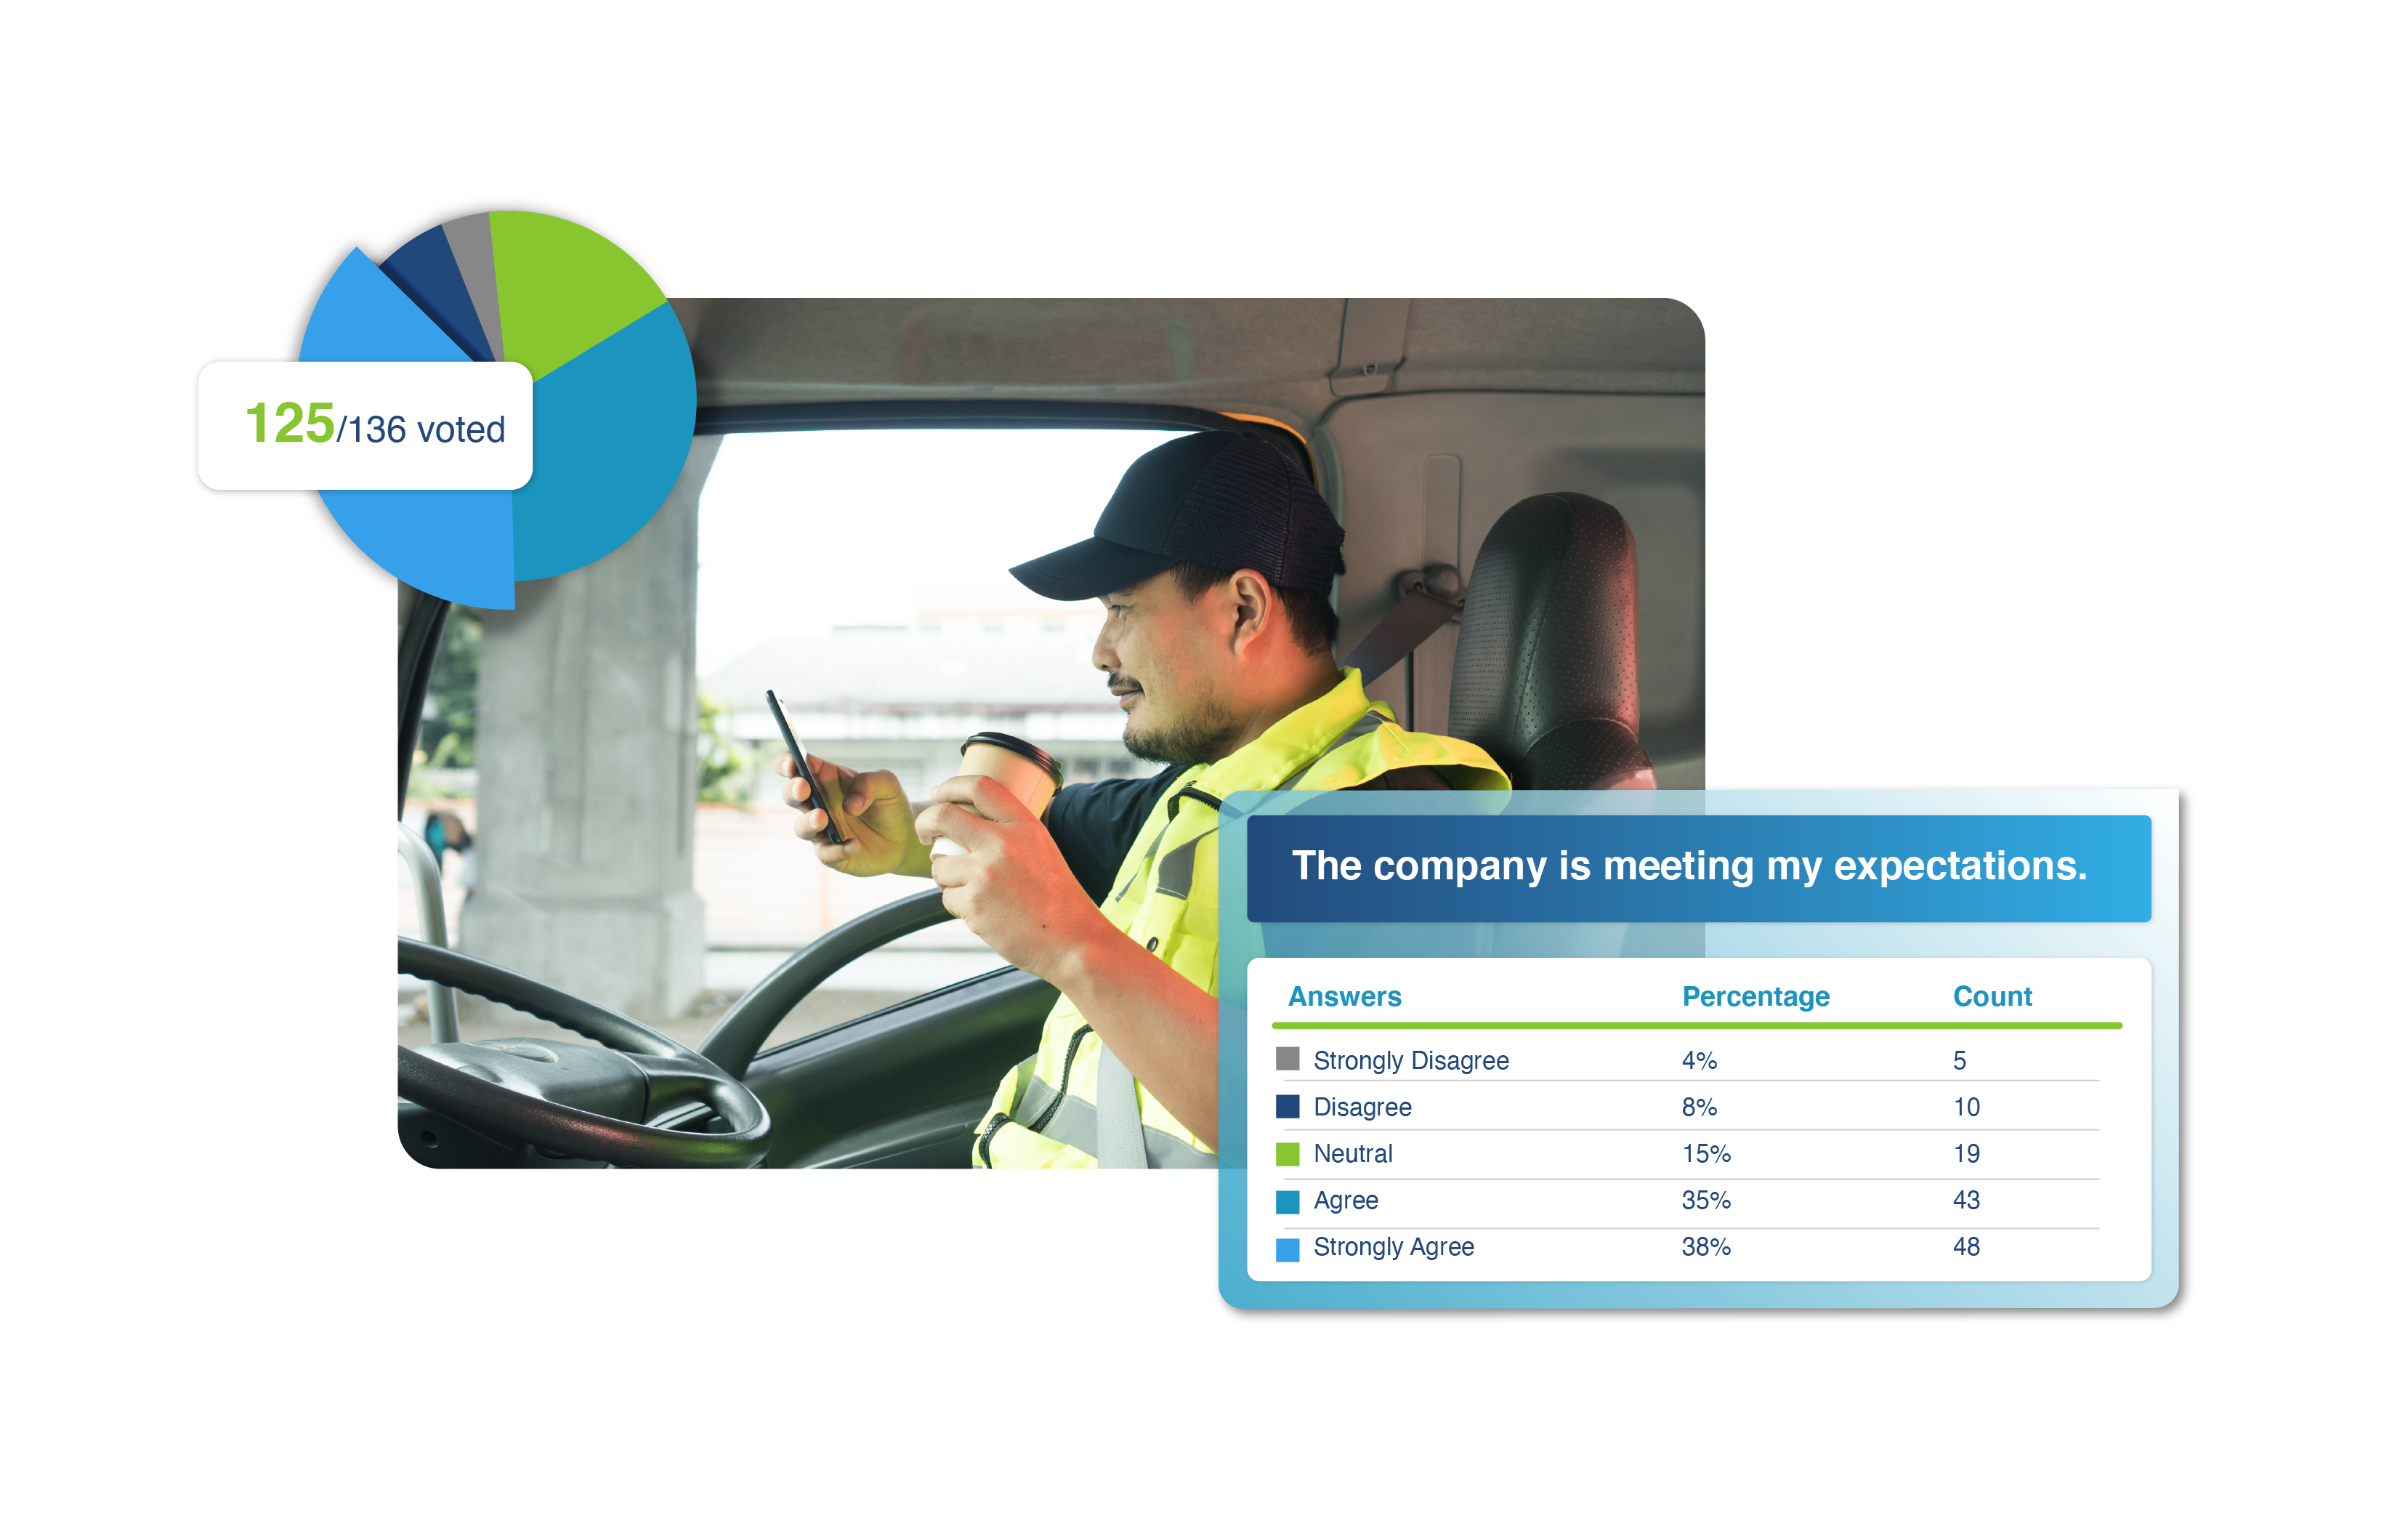 125/136 voted
The company is meeting my expectations.
Answers Percentage Count
Strongly Disagree 4% 5
Disagree 8% 10
Neutral 15% 19
Agree 35% 43
Strongly Agree 38% 48